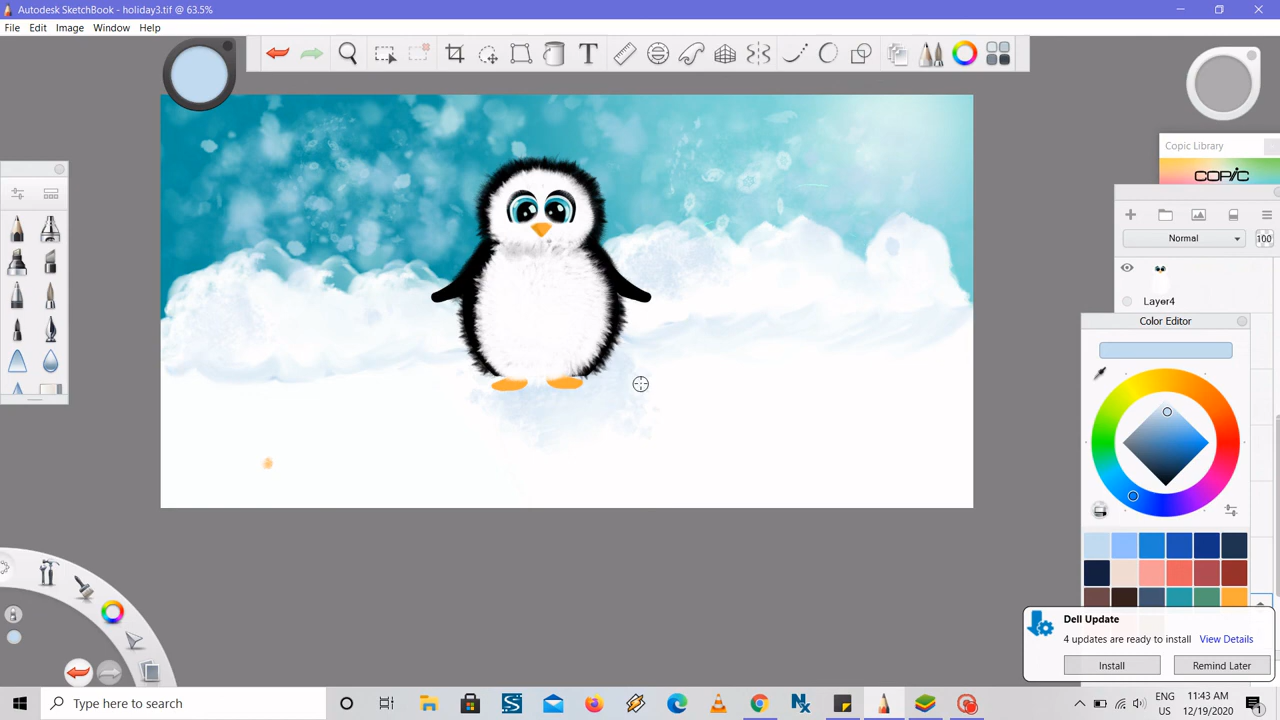 Autodesk SketchBook - holiday3.tif @ 63.5%
File Edit Image Window Help
Copic Library
COPIC
Normal
100
Layer4
Color Editor
Dell Update
4 updates are ready to install View Details
Install Remind Later
Type here to search
ENG 11:43 AM
US 12/19/2020
1